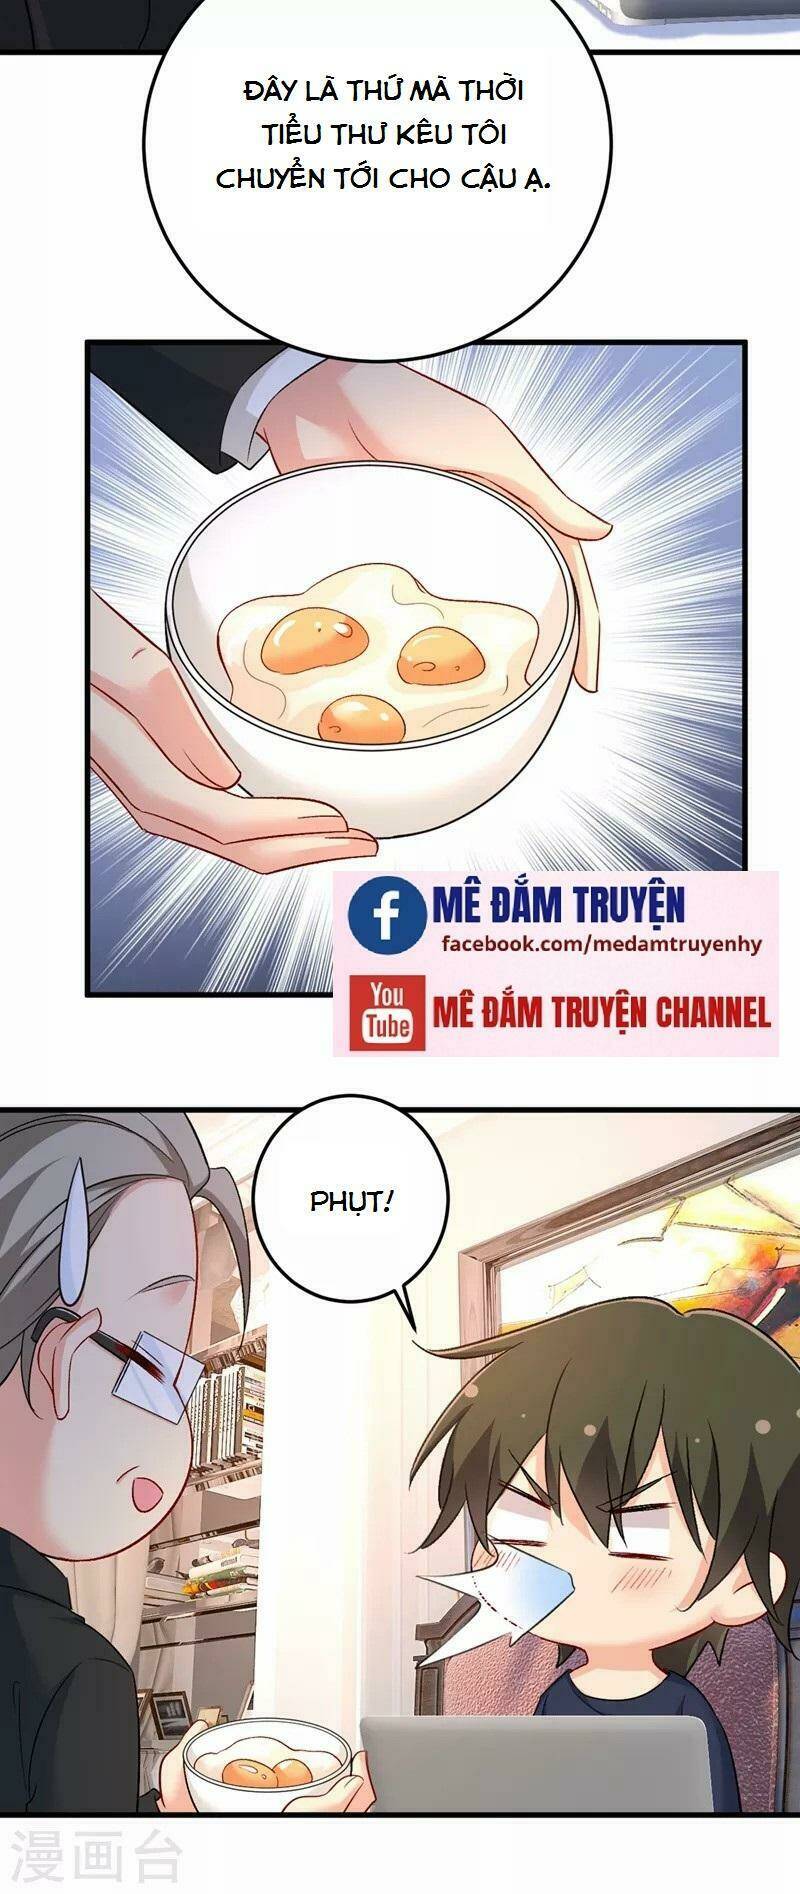 ĐÂY LÀ THỨ MÀ THỜI
TIỂU THƯ KÊU TÔI
CHUYỂN TỚI CHO CẬU Ạ.
MÊ ĐẮM TRUYỆN
facebook.com/medamtruyenhy
You
Tube
MÊ ĐẮM TRUYỆN CHANNEL
PHỤT!
漫画台